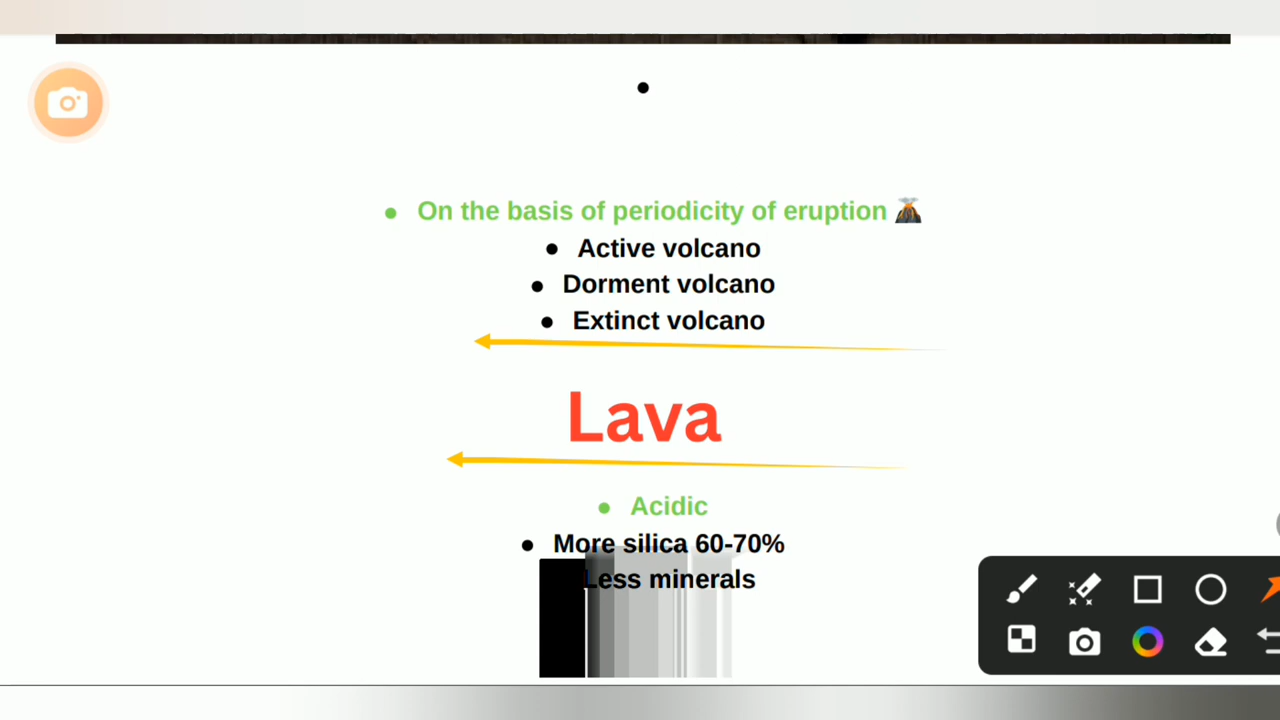 •
• On the basis of periodicity of eruption 🌋
• Active volcano
• Dorment volcano
• Extinct volcano
Lava
• Acidic
• More silica 60-70%
Less minerals